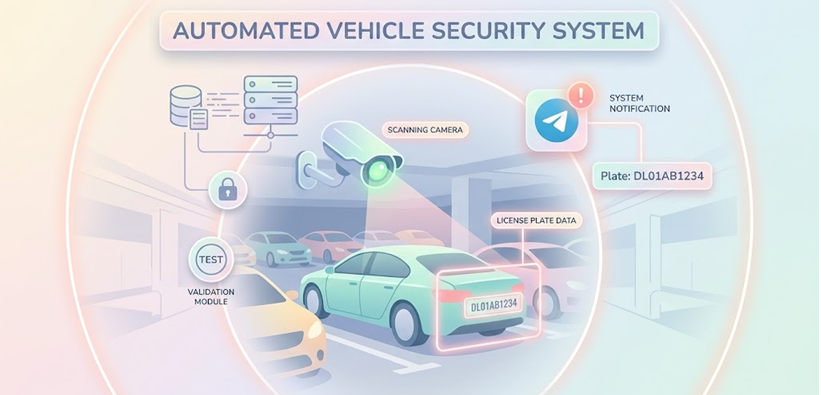 AUTOMATED VEHICLE SECURITY SYSTEM
SYSTEM
NOTIFICATION
SCANNING CAMERA
Plate: DL01AB1234
LICENSE PLATE DATA
TEST
VALIDATION
MODULE
DL01AB1234